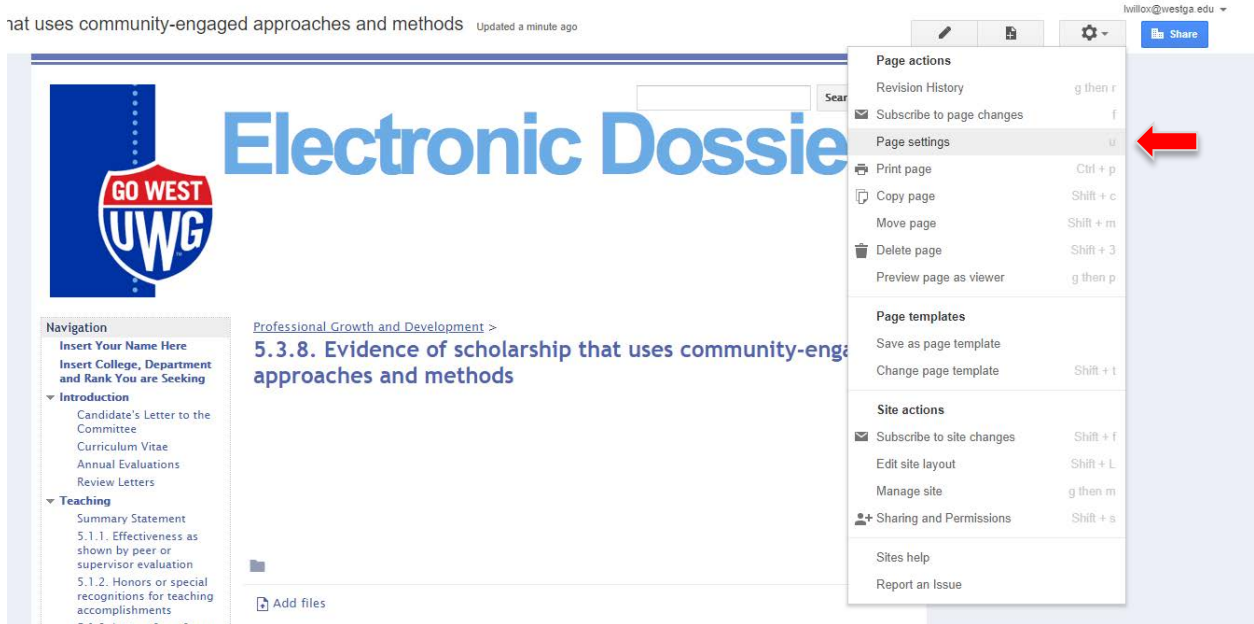 lwillox@westga.edu
uses community-engaged approaches and methods Updated a minute ago
Share
Page actions
Revision History g then r
Subscribe to page changes f
Page settings u
Print page Ctrl + p
Copy page Shift + c
Move page Shift + m
Delete page Shift + 3
Preview page as viewer g then p
Page templates
Save as page template
Change page template Shift + t
Site actions
Subscribe to site changes Shift + f
Edit site layout Shift + L
Manage site g then m
Sharing and Permissions Shift + s
Sites help
Report an Issue
Sear
Electronic Dossie
GO WEST
UWG
Navigation
Insert Your Name Here
Insert College, Department
and Rank You are Seeking
Introduction
Candidate's Letter to the
Committee
Curriculum Vitae
Annual Evaluations
Review Letters
Teaching
Summary Statement
5.1.1. Effectiveness as
shown by peer or
supervisor evaluation
5.1.2. Honors or special
recognitions for teaching
accomplishments
Professional Growth and Development >
5.3.8. Evidence of scholarship that uses community-enga
approaches and methods
Add files